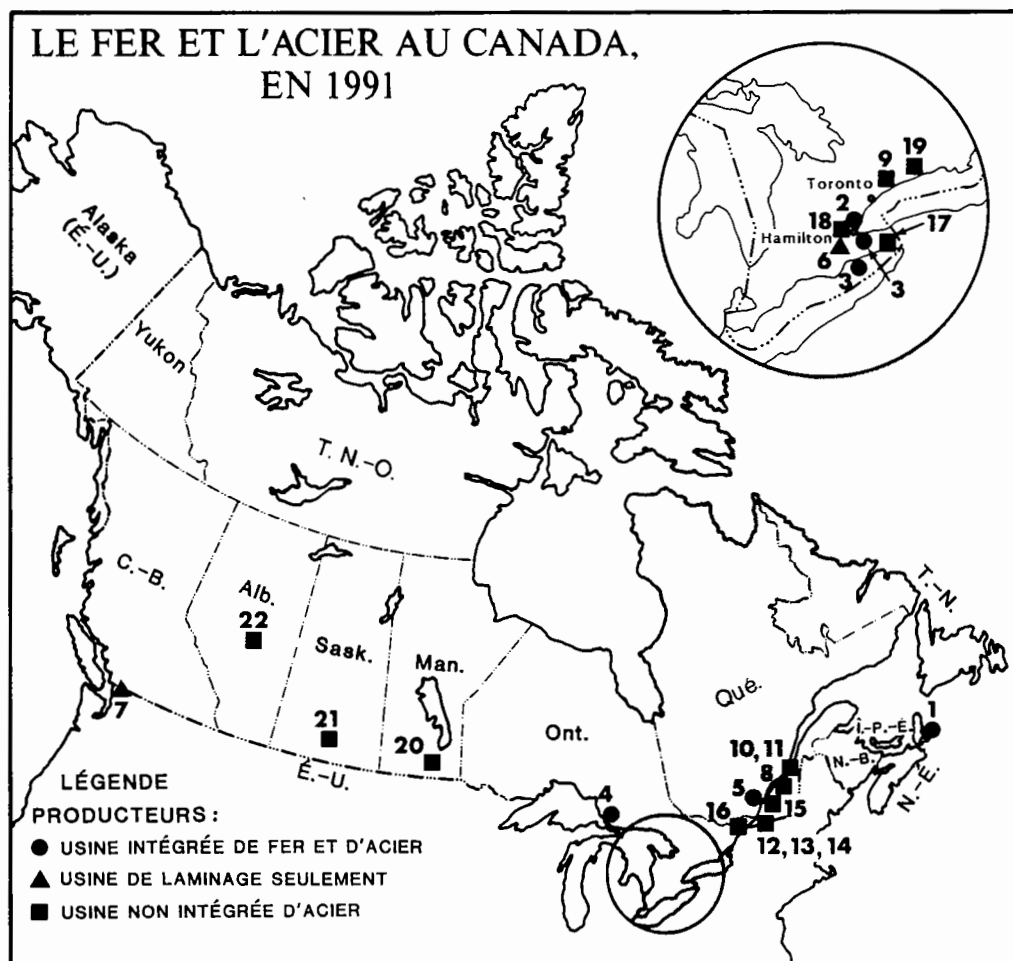 LE FER ET L'ACIER AU CANADA,
EN 1991
Alaska
(É.-U.)
Yukon
T. N.-O.
C.-B.
Alb.
22
Sask.
21
Man.
20
Ont.
Qué.
T.-N.
Î.-P.-É.
N.-B.
N.-É.
É.-U.
7
4
5
10, 11
8
15
16
12, 13, 14
1
19
9
Toronto
2
18
17
Hamilton
6
3
3
LÉGENDE
PRODUCTEURS :
USINE INTÉGRÉE DE FER ET D'ACIER
USINE DE LAMINAGE SEULEMENT
USINE NON INTÉGRÉE D'ACIER